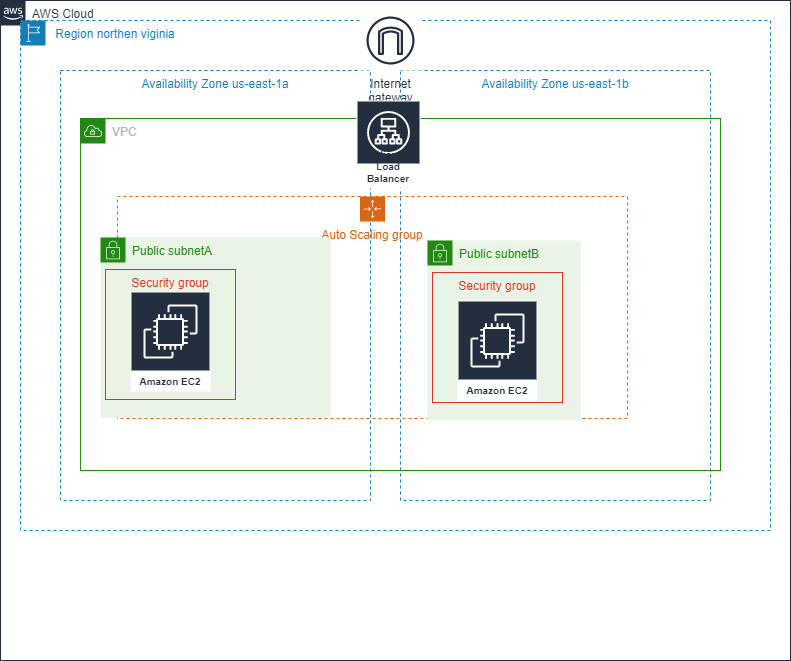 aws
AWS Cloud
Region northen viginia
Availability Zone us-east-1a
Internet
gateway
Availability Zone us-east-1b
VPC
Load
Balancer
Auto Scaling group
Public subnetA
Public subnetB
Security group
Security group
Amazon EC2
Amazon EC2